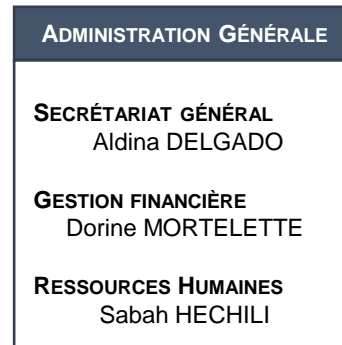 ADMINISTRATION GÉNÉRALE
SECRÉTARIAT GÉNÉRAL
Aldina DELGADO
GESTION FINANCIÈRE
Dorine MORTELETTE
RESSOURCES HUMAINES
Sabah HECHILI